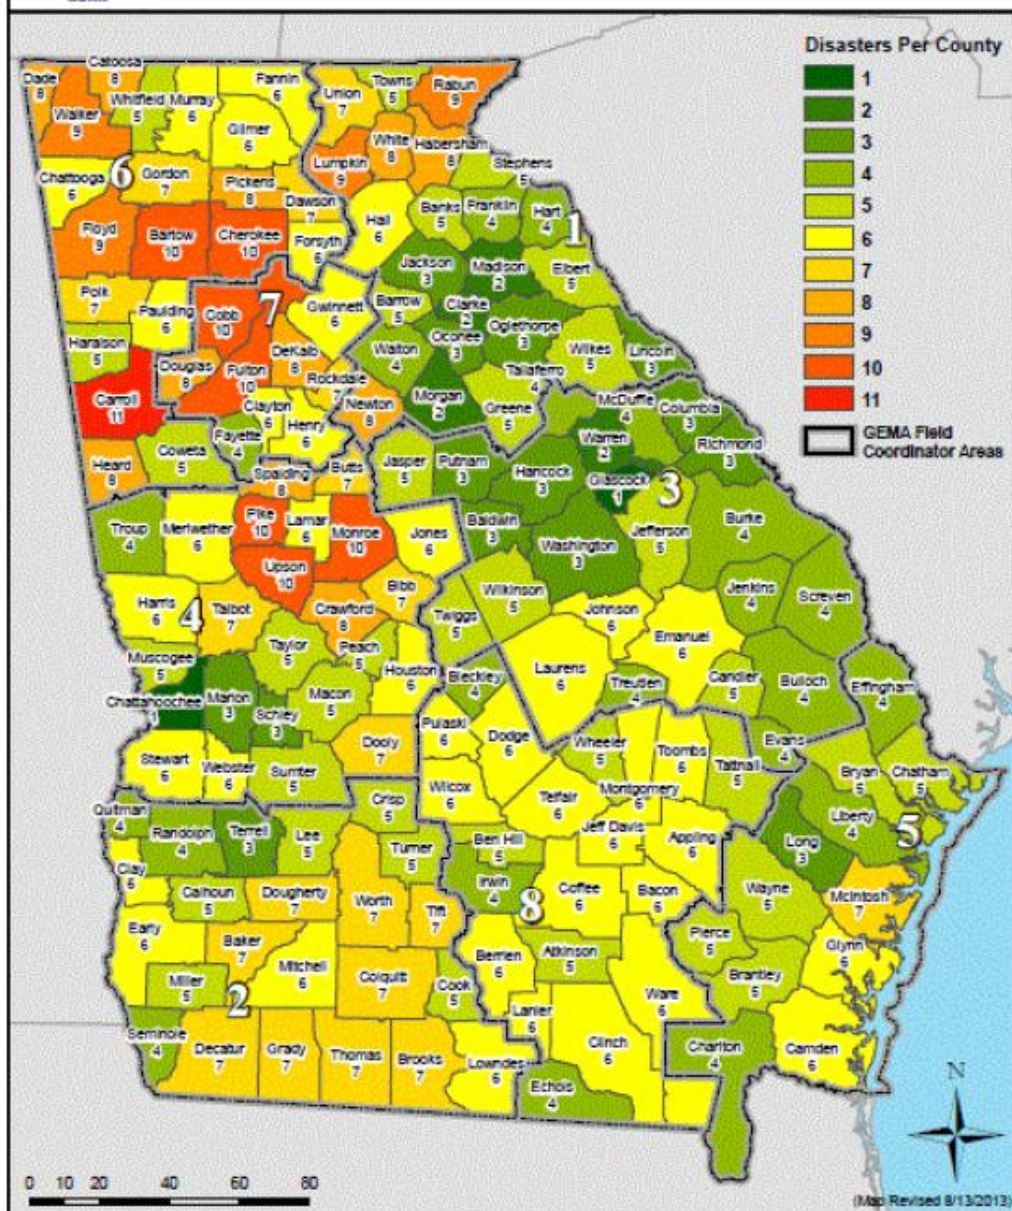 Disasters Per County
1
2
3
4
5
6
7
8
9
10
11
GEMA Field
Coordinator Areas
Dade
8
Catoosa
8
Whitfield
5
Murray
6
Fannin
6
Union
7
Towns
5
Rabun
9
Walker
9
Gilmer
6
White
8
Habersham
8
Lumpkin
9
Stephens
5
Chattooga
6
6
Gordon
7
Pickens
8
Dawson
7
Hall
6
Banks
5
Franklin
4
Hart
4
1
Floyd
9
Bartow
10
Cherokee
10
Forsyth
6
Jackson
3
Madison
2
Elbert
5
Polk
7
Paulding
6
Cobb
10
7
Gwinnett
6
Barrow
5
Clarke
2
Oconee
3
Oglethorpe
3
Haralson
5
Douglas
8
Fulton
10
DeKalb
8
Rockdale
7
Walton
4
Wilkes
5
Lincoln
3
Taliaferro
4
Carroll
11
Clayton
6
Henry
6
Newton
8
Morgan
2
Greene
5
McDuffie
4
Columbia
3
Fayette
4
Coweta
5
Heard
8
Spalding
8
Butts
7
Jasper
5
Putnam
3
Hancock
3
Warren
2
Richmond
3
Glascock
1
3
Troup
4
Meriwether
6
Pike
10
Lamar
6
Monroe
10
Jones
6
Baldwin
3
Washington
3
Jefferson
5
Burke
4
Upson
10
Bibb
7
Wilkinson
5
Jenkins
4
Screven
4
Harris
6
4
Talbot
7
Crawford
8
Twiggs
5
Johnson
6
Emanuel
6
Taylor
5
Peach
5
Houston
6
Laurens
6
Treutlen
4
Candler
5
Bulloch
4
Effingham
4
Muscogee
5
Chattahoochee
1
Marion
3
Schley
3
Macon
5
Bleckley
4
Pulaski
6
Dodge
6
Dooly
7
Wheeler
5
Toombs
6
Tattnall
5
Evans
4
Bryan
5
Chatham
5
Stewart
6
Webster
6
Sumter
5
Wilcox
6
Telfair
6
Montgomery
6
Quitman
4
Randolph
4
Terrell
3
Lee
5
Crisp
5
Turner
5
Ben Hill
5
Jeff Davis
6
Appling
6
Long
3
Liberty
4
5
Clay
6
Calhoun
5
Dougherty
7
Worth
7
Tift
7
Irwin
4
8
Coffee
6
Bacon
6
Wayne
5
McIntosh
7
Early
6
Baker
7
Mitchell
6
Colquitt
7
Cook
5
Berrien
6
Atkinson
5
Pierce
5
Glynn
6
Miller
5
2
Lanier
6
Ware
6
Brantley
5
Seminole
4
Decatur
7
Grady
7
Thomas
7
Brooks
7
Lowndes
6
Clinch
6
Echols
4
Charlton
4
Camden
6
N
0 10 20 40 60 80
(Map Revised 8/13/2013)